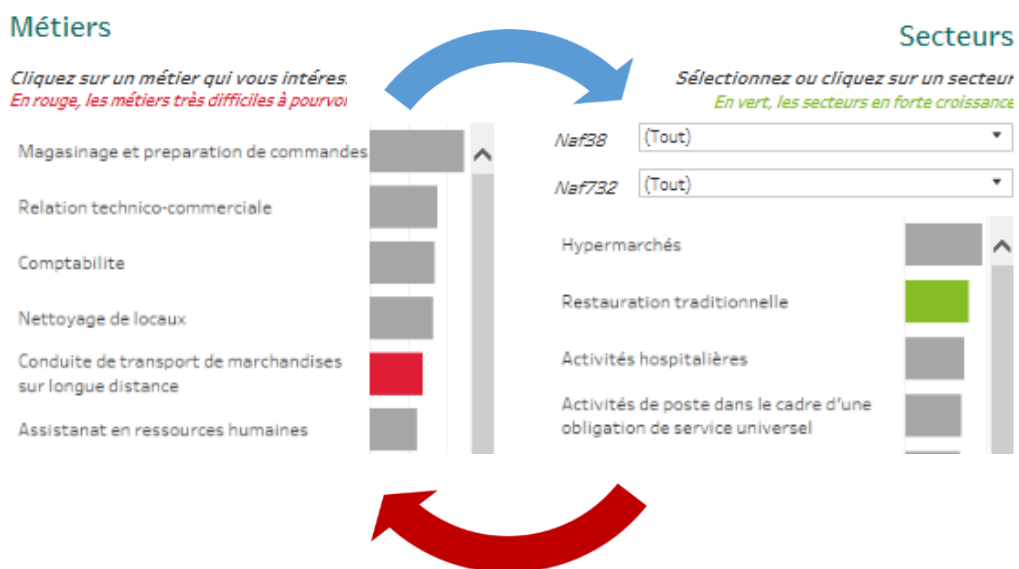 Métiers
Cliquez sur un métier qui vous intéres
En rouge, les métiers très difficiles à pourvoi
Magasinage et preparation de commandes
Relation technico-commerciale
Comptabilite
Nettoyage de locaux
Conduite de transport de marchandises
sur longue distance
Assistanat en ressources humaines
Secteurs
Sélectionnez ou cliquez sur un secteur
En vert, les secteurs en forte croissance
Naf38 (Tout)
Naf732 (Tout)
Hypermarchés
Restauration traditionnelle
Activités hospitalières
Activités de poste dans le cadre d'une
obligation de service universel